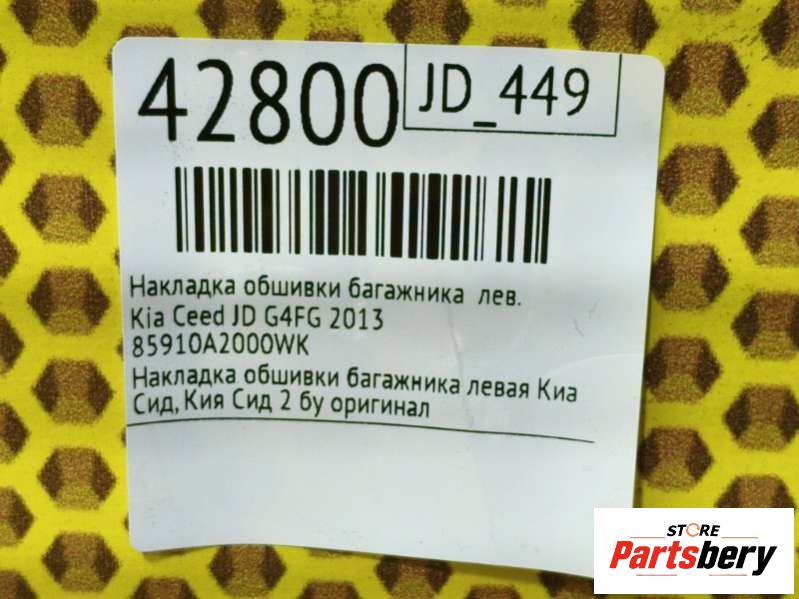 42800
JD_449
Накладка обшивки багажника лев.
Kia Ceed JD G4FG 2013
85910A2000WK
Накладка обшивки багажника левая Киа
Сид, Кия Сид 2 бу оригинал
STORE
Partsbery